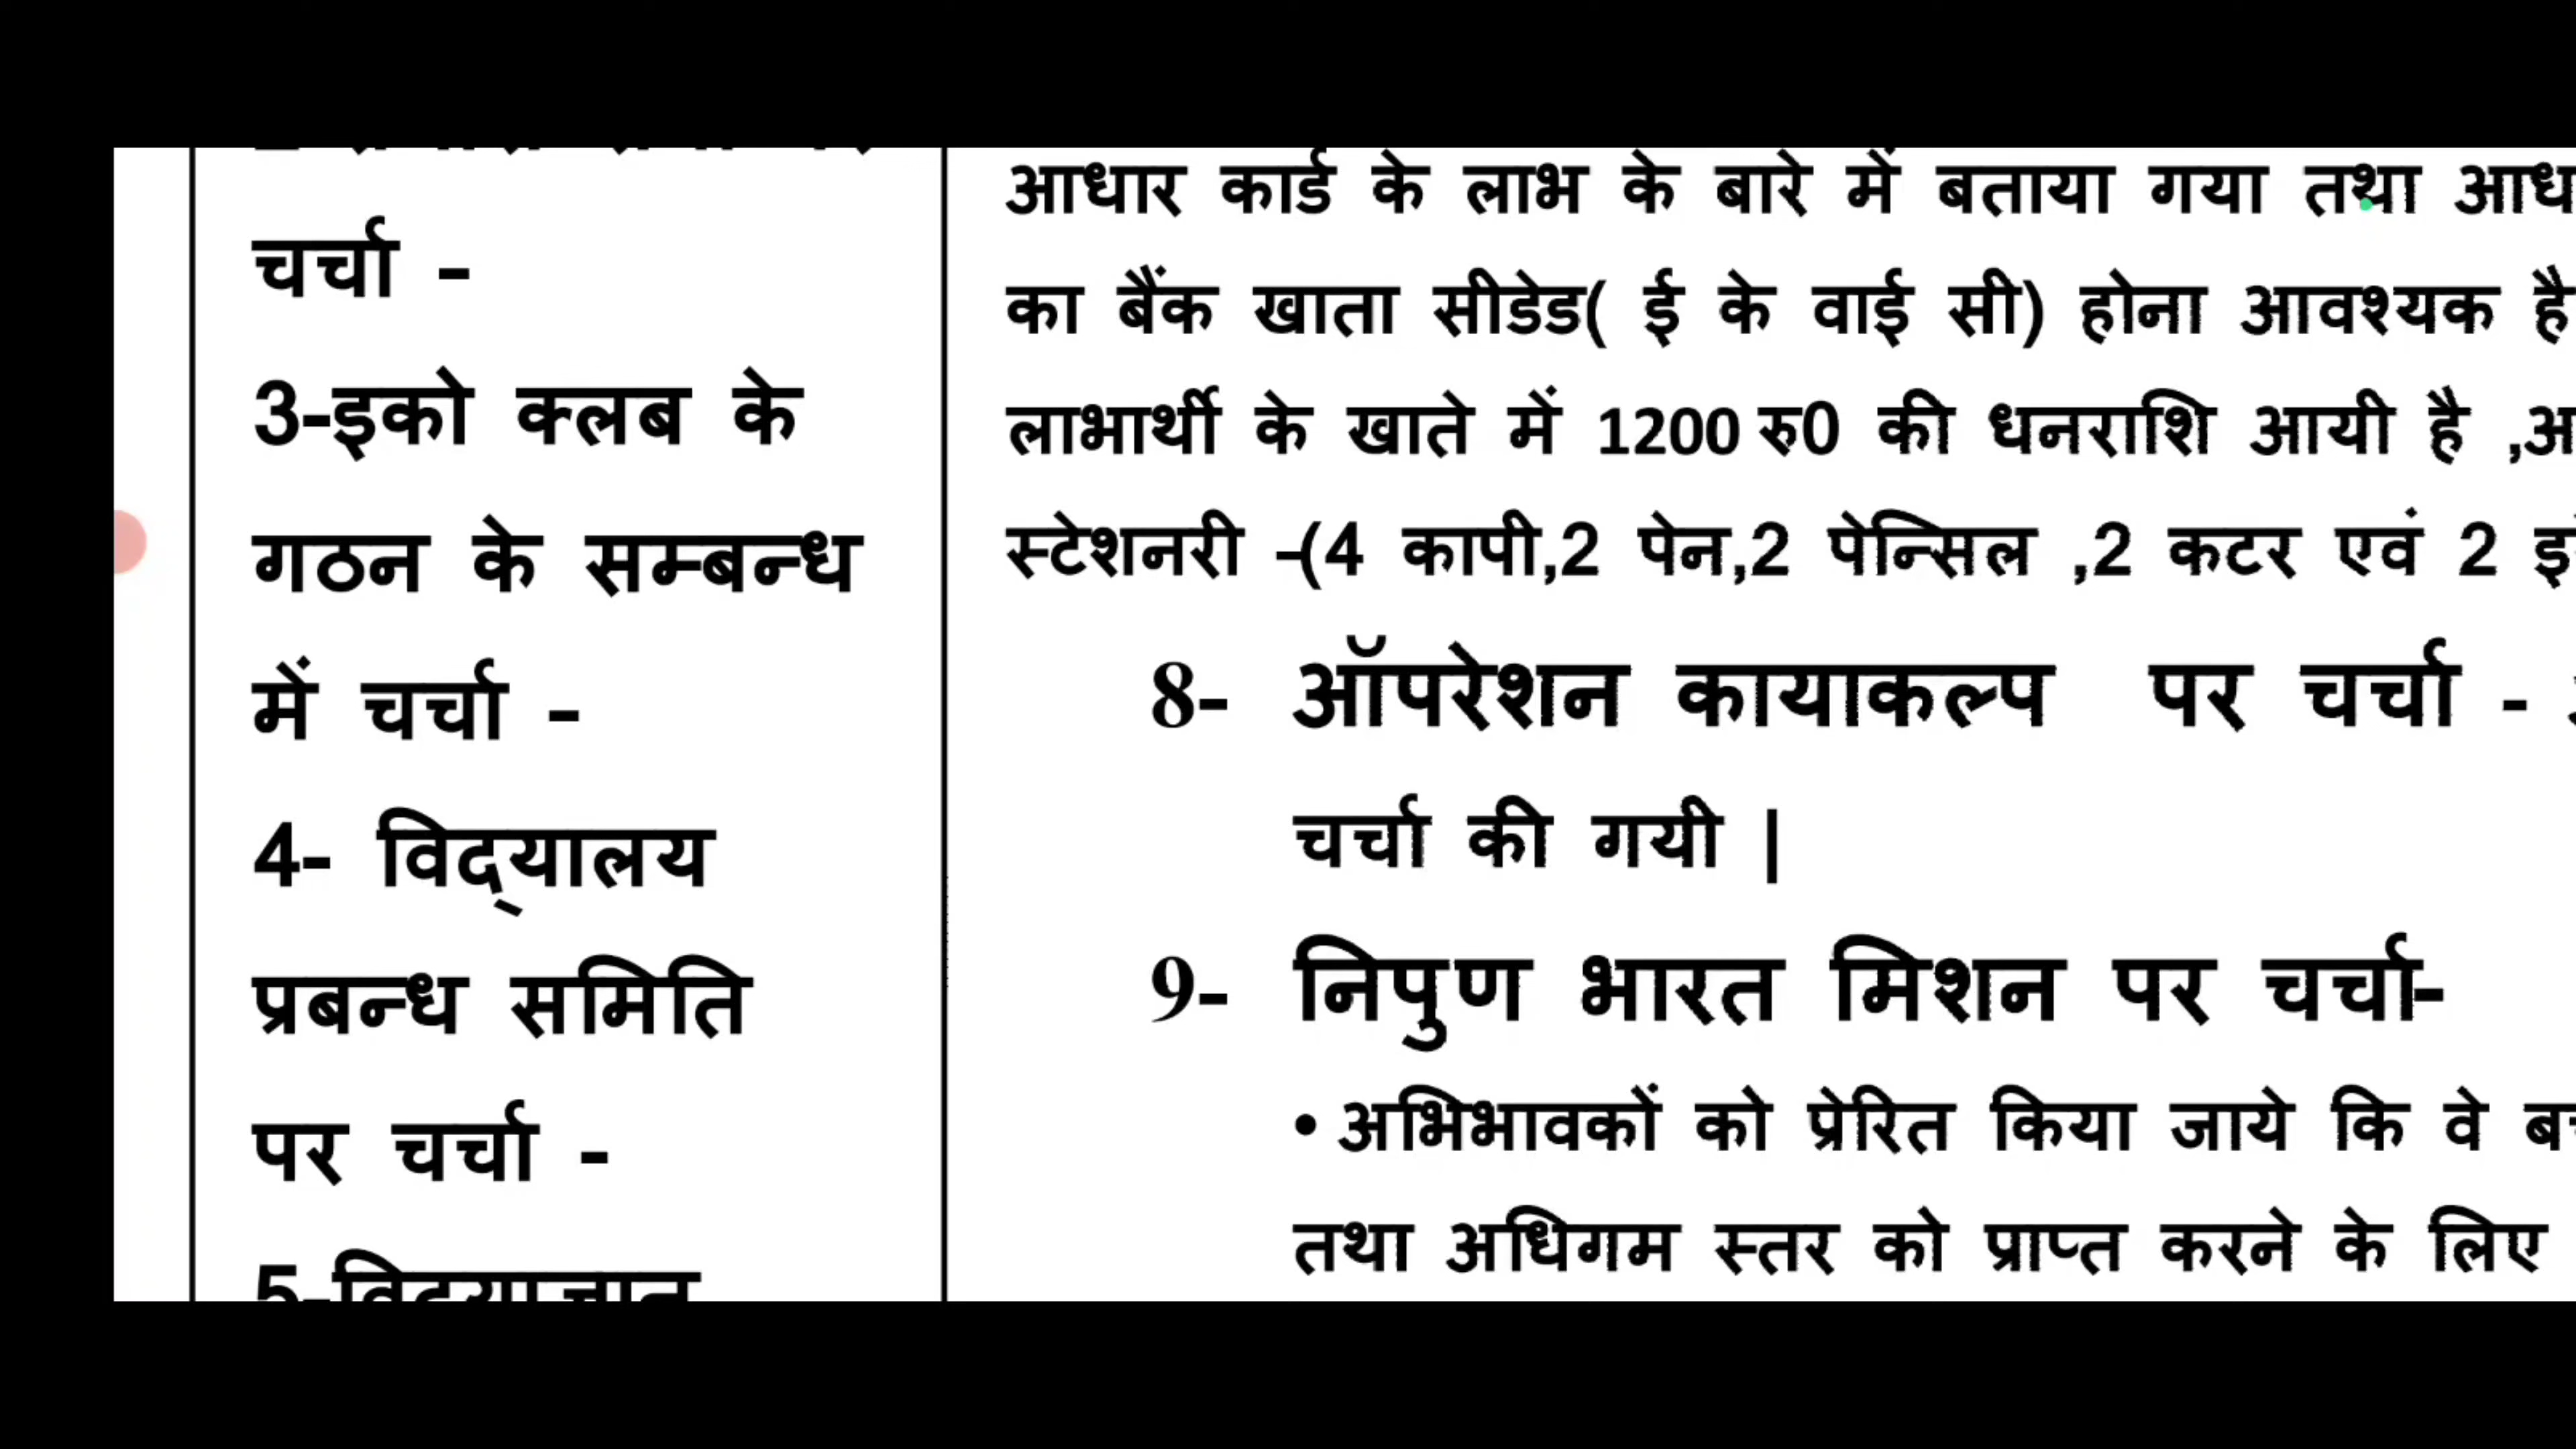 चर्चा -
3-इको क्लब के
गठन के सम्बन्ध
में चर्चा -
4- विद्यालय
प्रबन्ध समिति
पर चर्चा -
आधार कार्ड के लाभ के बारे में बताया गया तथा
का बैंक खाता सीडेड( ई के वाई सी) होना आवश्यक है
लाभार्थी के खाते में 1200 रु0 की धनराशि आयी है ,
स्टेशनरी -(4 कापी,2 पेन,2 पेन्सिल ,2 कटर एवं 2
8- ऑपरेशन कायाकल्प पर चर्चा -
चर्चा की गयी |
9- निपुण भारत मिशन पर चर्चा-
• अभिभावकों को प्रेरित किया जाये कि वे
तथा अधिगम स्तर को प्राप्त करने के लिए